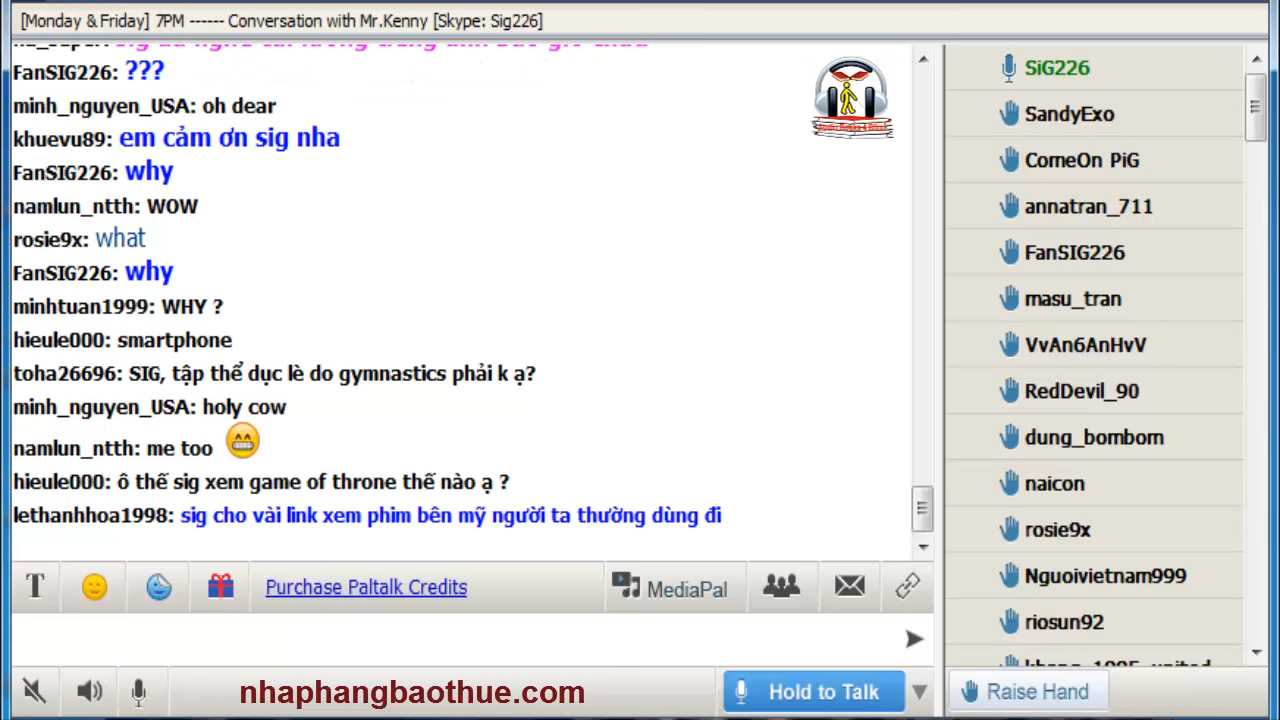 [Monday & Friday] 7PM ------ Conversation with Mr.Kenny [Skype: Sig226]
FanSIG226: ???
minh_nguyen_USA: oh dear
khuevu89: em cảm ơn sig nha
FanSIG226: why
namlun_ntth: WOW
rosie9x: what
FanSIG226: why
minhtuan1999: WHY ?
hieule000: smartphone
toha26696: SIG, tập thể dục lè do gymnastics phải k ạ?
minh_nguyen_USA: holy cow
namlun_ntth: me too
hieule000: ô thế sig xem game of throne thế nào ạ ?
lethanhhoa1998: sig cho vài link xem phim bên mỹ người ta thường dùng đi
SiG226
SandyExo
ComeOn PiG
annatran_711
FanSIG226
masu_tran
VvAn6AnHvV
RedDevil_90
dung_bomborn
naicon
rosie9x
Nguoivietnam999
riosun92
T
Purchase Paltalk Credits
MediaPal
nhaphangbaothue.com
Hold to Talk
Raise Hand